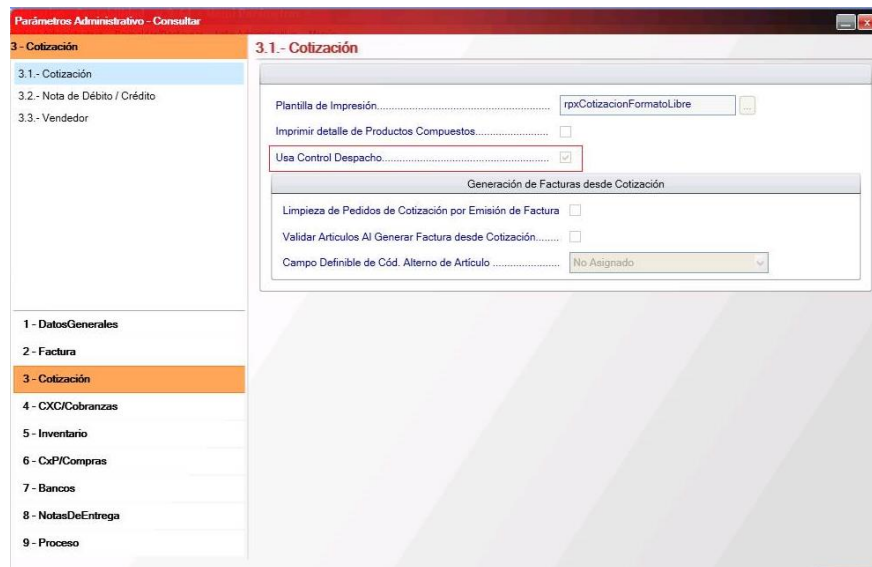 Parámetros Administrativo - Consultar
3 - Cotización
3.1.- Cotización
3.2.- Nota de Débito / Crédito
3.3.- Vendedor
1 - DatosGenerales
2 - Factura
3 - Cotización
4 - CXC/Cobranzas
5 - Inventario
6 - CxP/Compras
7 - Bancos
8 - NotasDeEntrega
9 - Proceso
3.1.- Cotización
Plantilla de Impresión.................................................... rpxCotizacionFormatoLibre ...
Imprimir detalle de Productos Compuestos......................
Usa Control Despacho..................................................
Generación de Facturas desde Cotización
Limpieza de Pedidos de Cotización por Emisión de Factura
Validar Articulos Al Generar Factura desde Cotización........
Campo Definible de Cód. Alterno de Artículo ..................... No Asignado